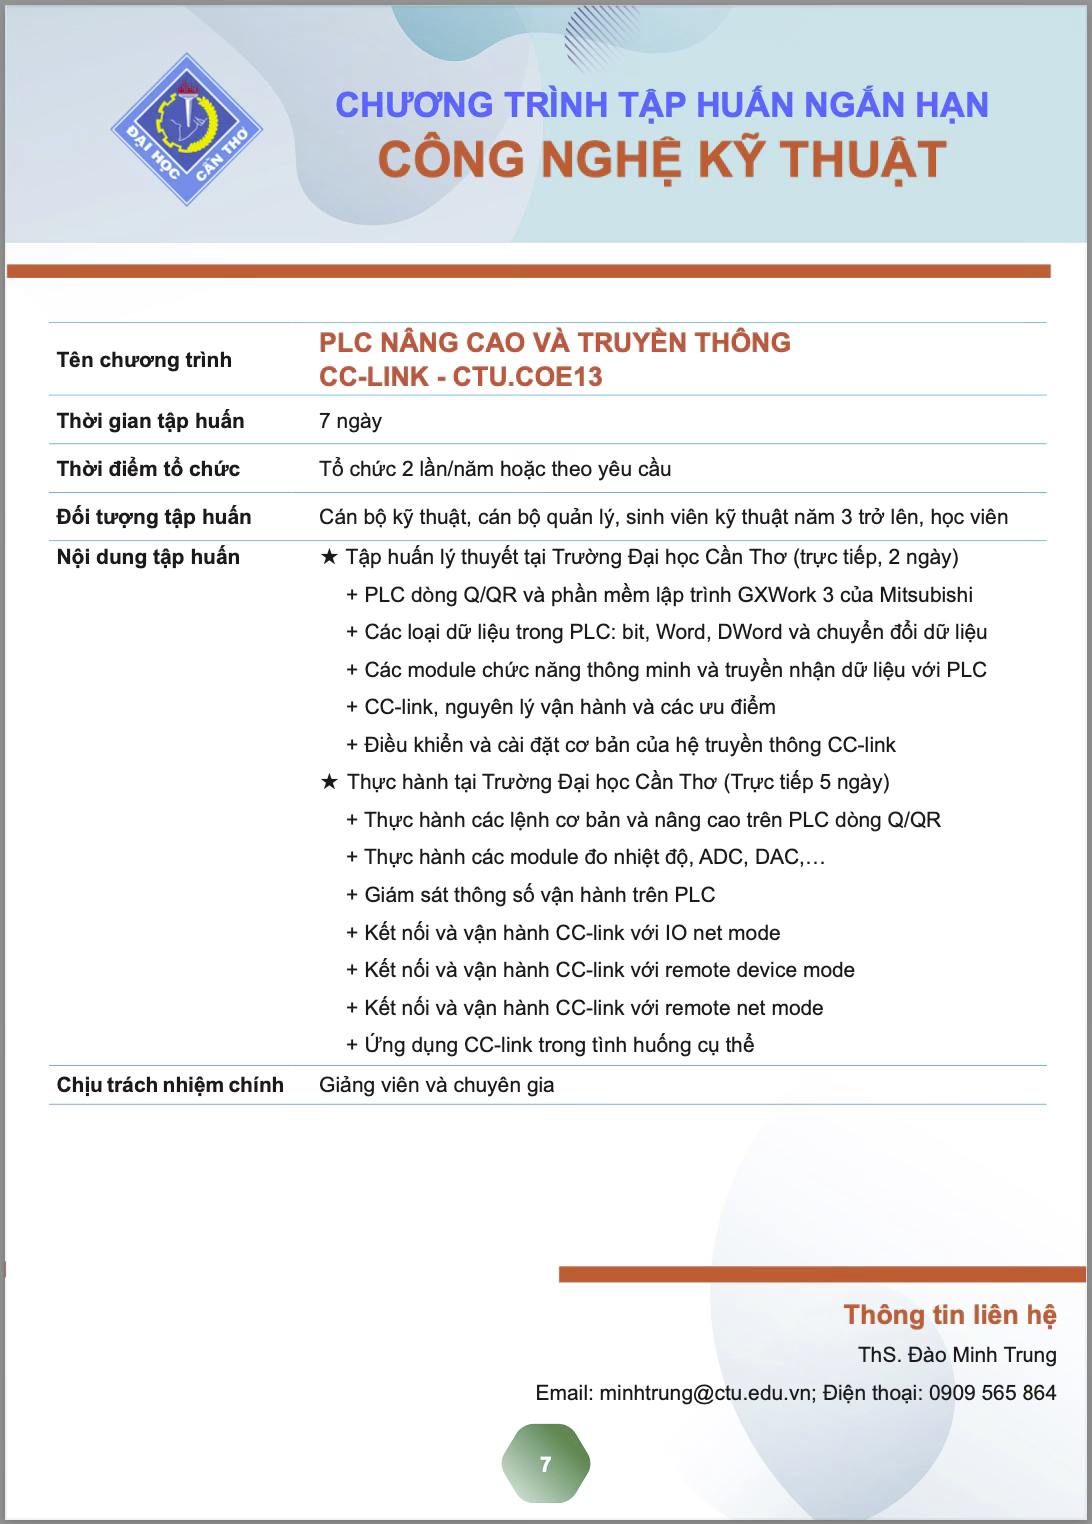 ĐẠI HỌC CẦN THƠ
CHƯƠNG TRÌNH TẬP HUẤN NGẮN HẠN
CÔNG NGHỆ KỸ THUẬT
Tên chương trình
PLC NÂNG CAO VÀ TRUYỀN THÔNG
CC-LINK - CTU.COE13
Thời gian tập huấn 7 ngày
Thời điểm tổ chức Tổ chức 2 lần/năm hoặc theo yêu cầu
Đối tượng tập huấn Cán bộ kỹ thuật, cán bộ quản lý, sinh viên kỹ thuật năm 3 trở lên, học viên
Nội dung tập huấn ★ Tập huấn lý thuyết tại Trường Đại học Cần Thơ (trực tiếp, 2 ngày)
+ PLC dòng Q/QR và phần mềm lập trình GXWork 3 của Mitsubishi
+ Các loại dữ liệu trong PLC: bit, Word, DWord và chuyển đổi dữ liệu
+ Các module chức năng thông minh và truyền nhận dữ liệu với PLC
+ CC-link, nguyên lý vận hành và các ưu điểm
+ Điều khiển và cài đặt cơ bản của hệ truyền thông CC-link
★ Thực hành tại Trường Đại học Cần Thơ (Trực tiếp 5 ngày)
+ Thực hành các lệnh cơ bản và nâng cao trên PLC dòng Q/QR
+ Thực hành các module đo nhiệt độ, ADC, DAC,…
+ Giám sát thông số vận hành trên PLC
+ Kết nối và vận hành CC-link với IO net mode
+ Kết nối và vận hành CC-link với remote device mode
+ Kết nối và vận hành CC-link với remote net mode
+ Ứng dụng CC-link trong tình huống cụ thể
Chịu trách nhiệm chính Giảng viên và chuyên gia
Thông tin liên hệ
ThS. Đào Minh Trung
Email: minhtrung@ctu.edu.vn; Điện thoại: 0909 565 864
7